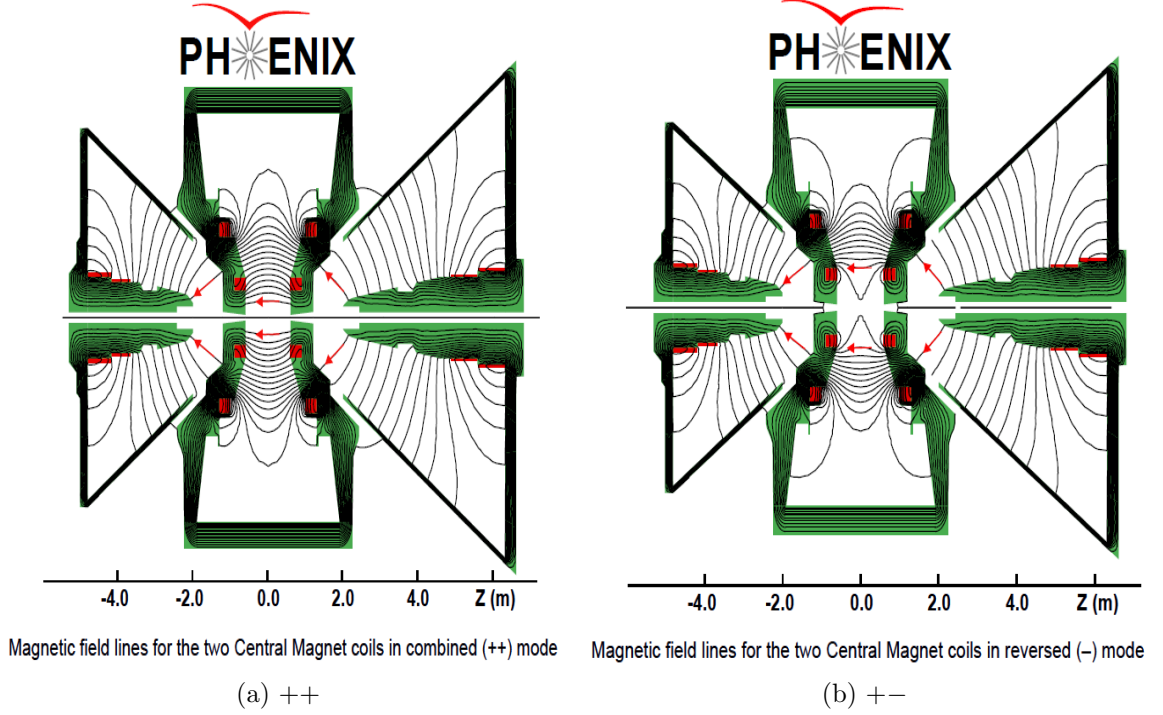 PHENIX
PHENIX
-4.0 -2.0 0.0 2.0 4.0 Z (m)
-4.0 -2.0 0.0 2.0 Z (m)
Magnetic field lines for the two Central Magnet coils in combined (++) mode
Magnetic field lines for the two Central Magnet coils in reversed (–) mode
(a) ++
(b) +−